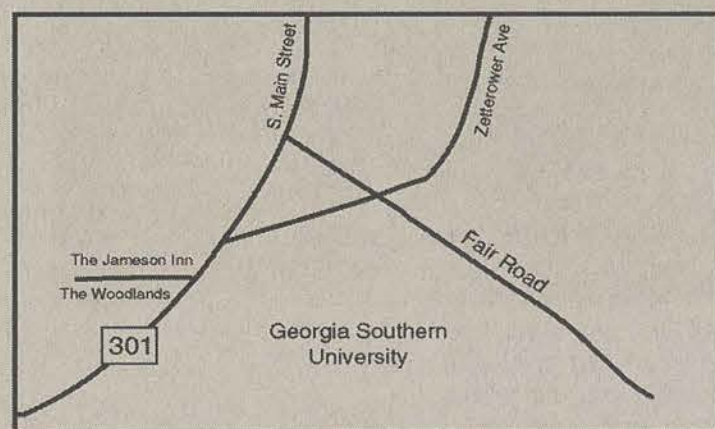 S. Main Street
Zetterower Ave
Fair Road
The Jameson Inn
The Woodlands
301
Georgia Southern
University